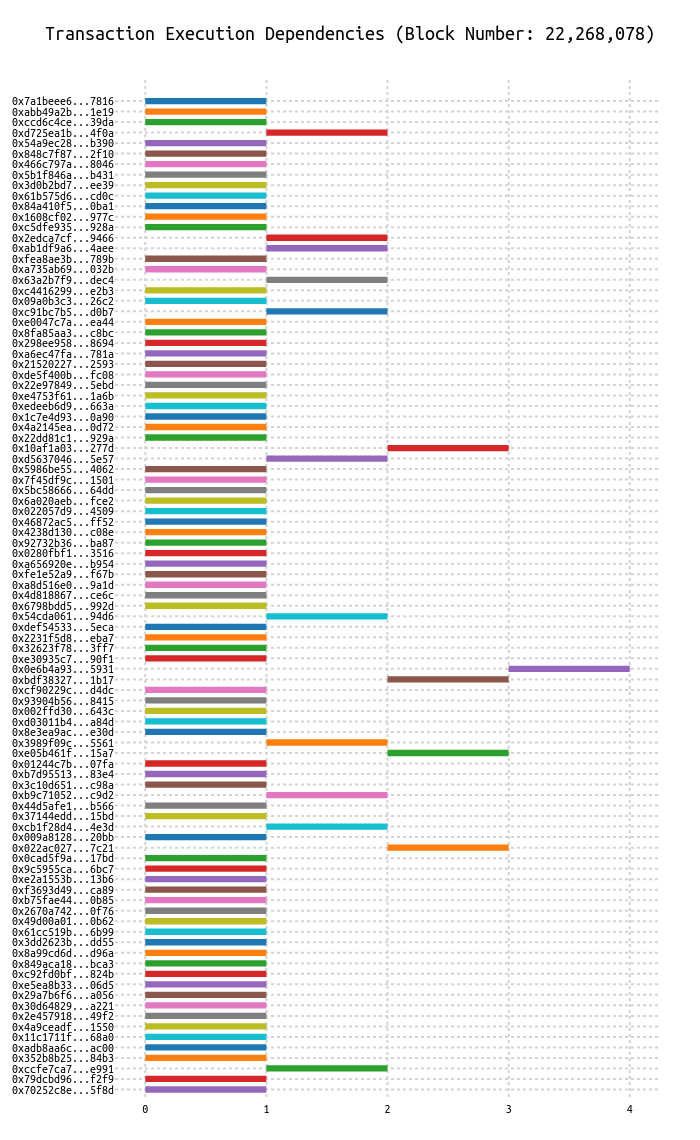 Transaction Execution Dependencies (Block Number: 22,268,078)
0x7a1beee6...7816
0xabb49a2b...1e19
0xccd6c4ce...39da
0xd725ea1b...4f0a
0x54a9ec28...b390
0x848c7f87...2f10
0x466c797a...8046
0x5b1f846a...b431
0x3d0b2bd7...ee39
0x61b575d6...cd0c
0x84a410f5...0ba1
0x1608cf02...977c
0xc5dfe935...928a
0x2edca7cf...9466
0xab1df9a6...4aee
0xfea8ae3b...789b
0xa735ab69...032b
0x63a2b7f9...dec4
0xc4416299...e2b3
0x09a0b3c3...26c2
0xc91bc7b5...d0b7
0xe0047c7a...ea44
0x8fa85aa3...c8bc
0x298ee958...8694
0xa6ec47fa...781a
0x21520227...2593
0xde5f400b...fc08
0x22e97849...5ebd
0xe4753f61...1a6b
0xedeeb6d9...663a
0x1c7e4d93...0a90
0x4a2145ea...0d72
0x22dd81c1...929a
0x10af1a03...277d
0xd5637046...5e57
0x5986be55...4062
0x7f45df9c...1501
0x5bc58666...64dd
0x6a020aeb...fce2
0x022057d9...4509
0x46872ac5...ff52
0x4238d130...c08e
0x92732b36...ba87
0x0280fbf1...3516
0xa656920e...b954
0xfe1e52a9...f67b
0xa8d516e0...9a1d
0x4d818867...ce6c
0x6798bdd5...992d
0x54cda061...94d6
0xdef54533...5eca
0x2231f5d8...eba7
0x32623f78...3ff7
0xe30935c7...90f1
0x0e6b4a93...5931
0xbdf38327...1b17
0xcf90229c...d4dc
0x93904b56...8415
0x002ffd30...643c
0xd03011b4...a84d
0x8e3ea9ac...e30d
0x3989f09c...5561
0xe05b461f...15a7
0x01244c7b...07fa
0xb7d95513...83e4
0x3c10d651...c98a
0xb9c71052...c9d2
0x44d5afe1...b566
0x37144edd...15bd
0xcb1f28d4...4e3d
0x009a8128...20bb
0x022ac027...7c21
0x0cad5f9a...17bd
0x9c5955ca...6bc7
0xe2a1553b...13b6
0xf3693d49...ca89
0xb75fae44...0b85
0x2670a742...0f76
0x49d00a01...0b62
0x61cc519b...6b99
0x3dd2623b...dd55
0x8a99cd6d...d96a
0x849aca18...bca3
0xc92fd0bf...824b
0xe5ea8b33...06d5
0x29a7b6f6...a056
0x30d64829...a221
0x2e457918...49f2
0x4a9ceadf...1550
0x11c1711f...68a0
0xadb8aa6c...ac00
0x352b8b25...84b3
0xccfe7ca7...e991
0x79dcbd96...f2f9
0x70252c8e...5f8d
0 1 2 3 4